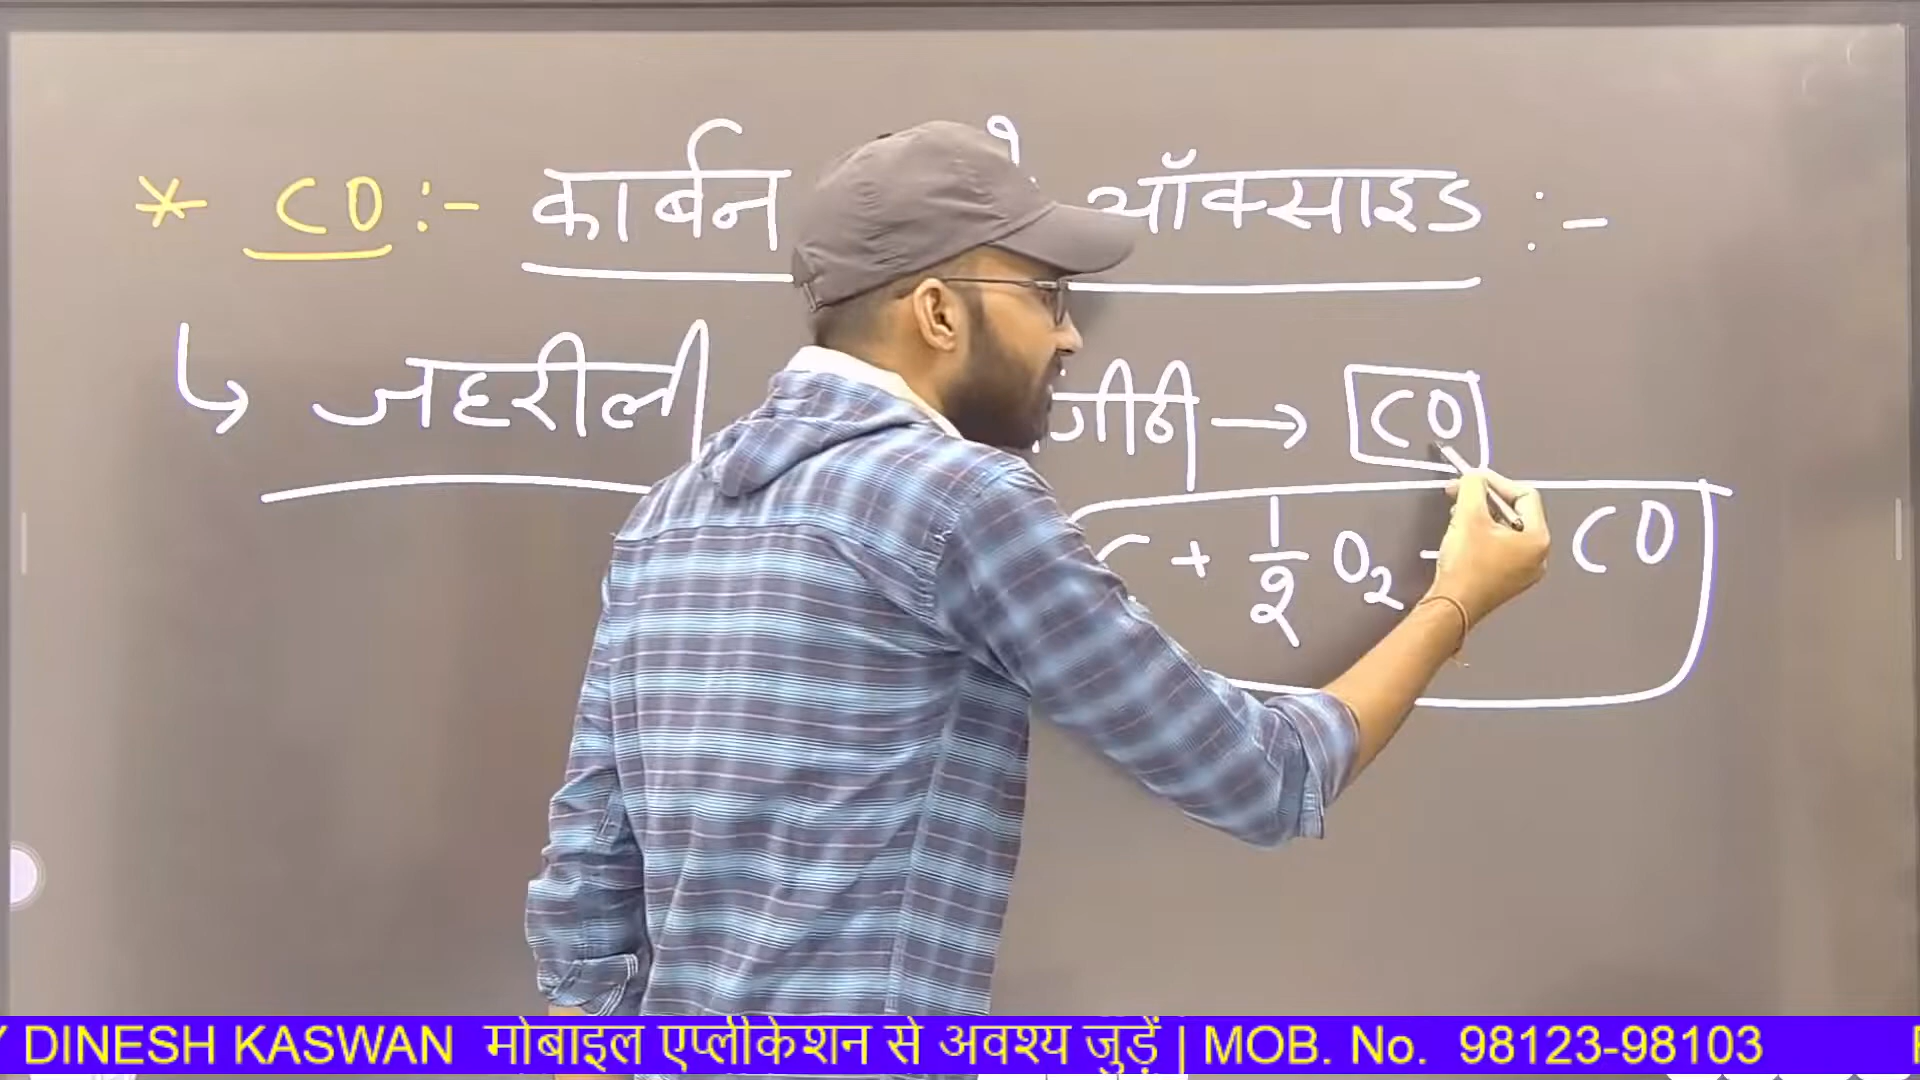 * CO :- कार्बन ऑक्साइड :-
↳ जहरीली → CO
+ 1/2 O₂ CO
DINESH KASWAN मोबाइल एप्लीकेशन से अवश्य जुड़ें | MOB. No. 98123-98103